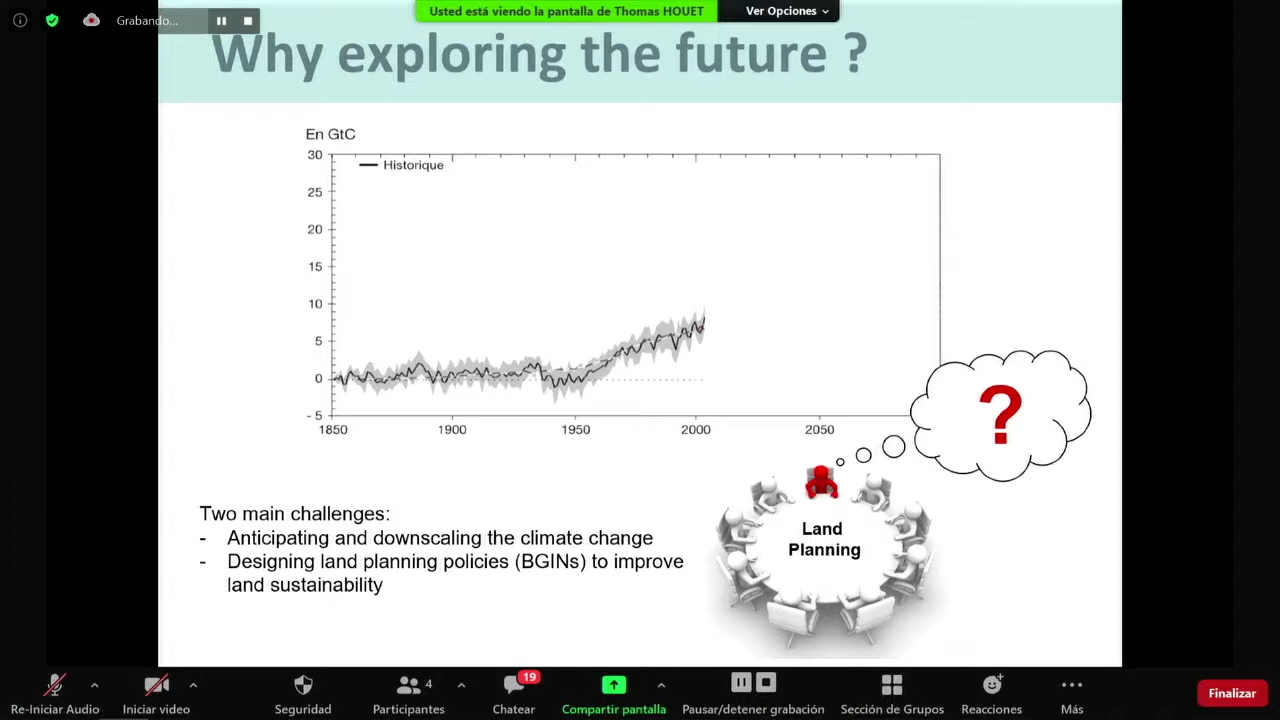 Grabando...
Usted está viendo la pantalla de Thomas HOUET
Ver Opciones
Why exploring the future ?
En GtC
Historique
30
25
20
15
10
5
0
- 5
1850
1900
1950
2000
2050
?
Land
Planning
Two main challenges:
- Anticipating and downscaling the climate change
- Designing land planning policies (BGINs) to improve
land sustainability
Re-Iniciar Audio
Iniciar video
Seguridad
Participantes
4
Chatear
19
Compartir pantalla
Pausar/detener grabación
Sección de Grupos
Reacciones
Más
Finalizar